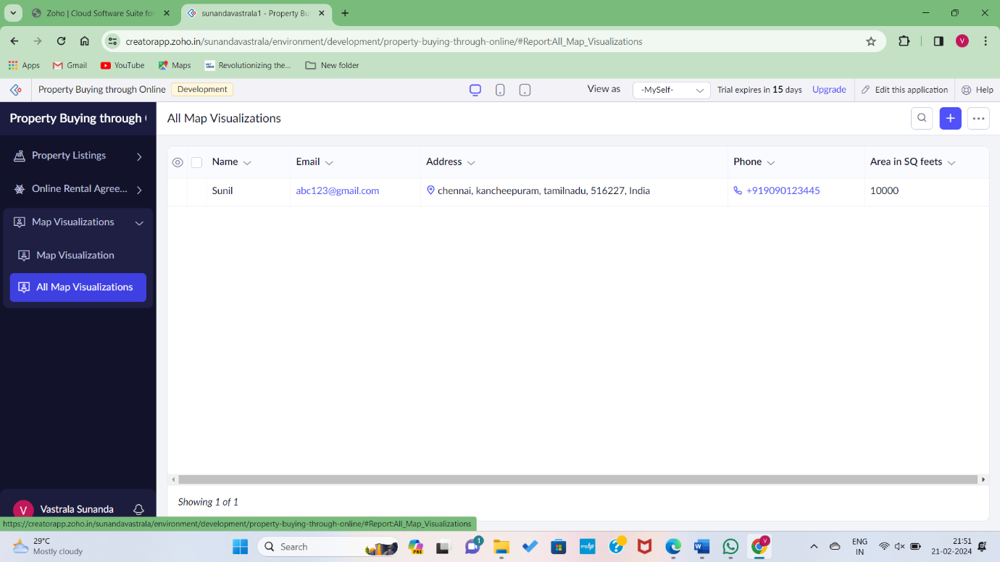 Zoho | Cloud Software Suite for
sunandavastrala1 - Property Bu
creatorapp.zoho.in/sunandavastrala/environment/development/property-buying-through-online/#Report:All_Map_Visualizations
V
Apps
Gmail
YouTube
Maps
Revolutionizing the...
New folder
Property Buying through Online
Development
View as
-MySelf-
Trial expires in 15 days
Upgrade
Edit this application
Help
Property Buying through
All Map Visualizations
Property Listings
Online Rental Agree...
Map Visualizations
Map Visualization
All Map Visualizations
Name
Email
Address
Phone
Area in SQ feets
Sunil
abc123@gmail.com
chennai, kancheepuram, tamilnadu, 516227, India
+919090123445
10000
Showing 1 of 1
V
Vastrala Sunanda
https://creatorapp.zoho.in/sunandavastrala/environment/development/property-buying-through-online/#Report:All_Map_Visualizations
29°C
Mostly cloudy
Search
PRE
1
myhp
V
ENG
IN
21:51
21-02-2024